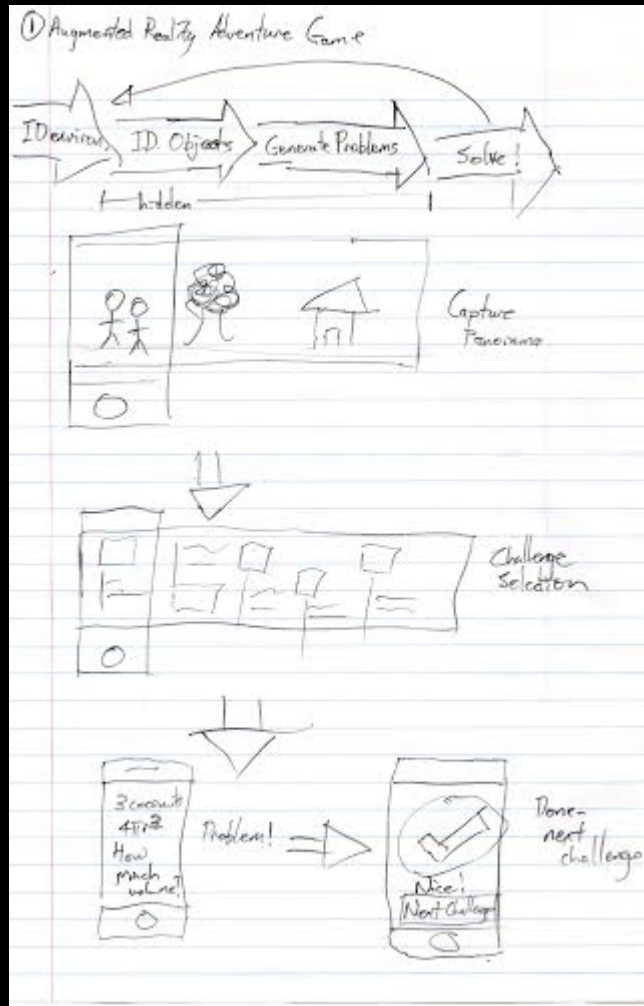 ① Augmented Reality Adventure Game
ID environ.
ID. Objects
Generate Problems
Solve!
hidden
Capture
Panorama
Challenge
Selection
3 coconuts
How
much
volume?
Problem!
Nice!
Next Challenge
Done-
next
challenge